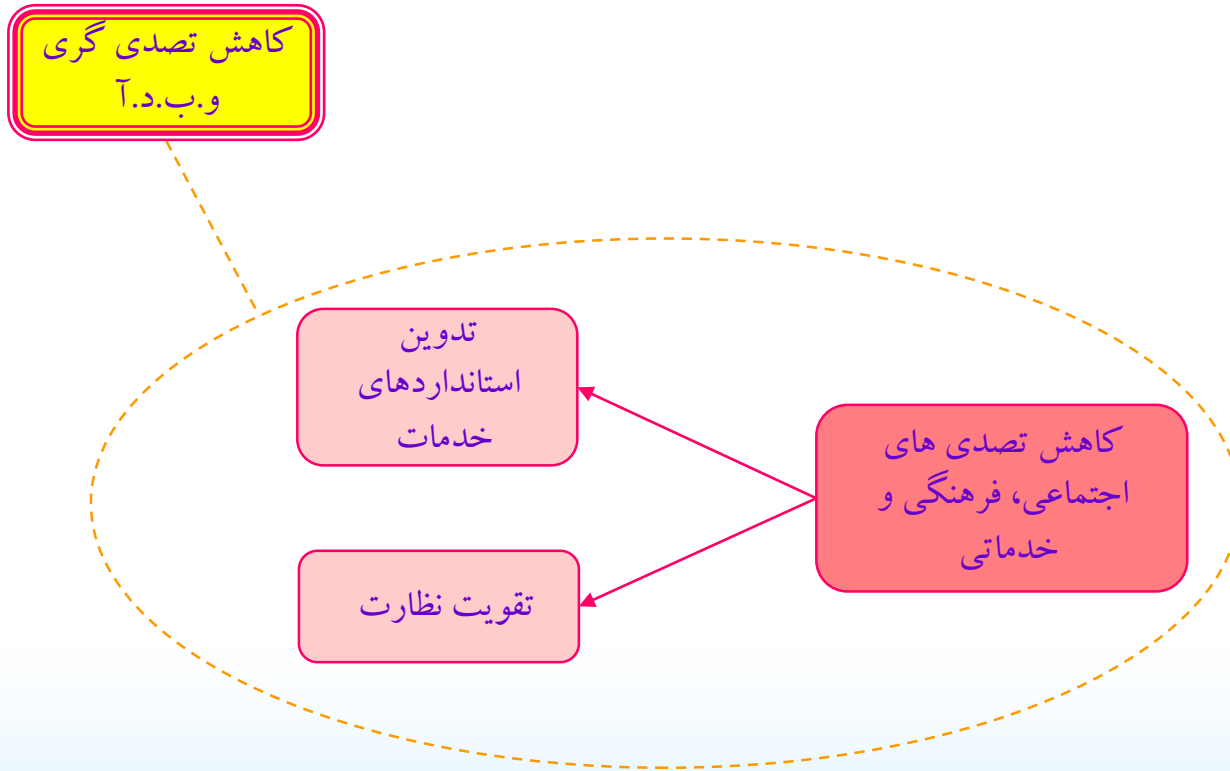 کاهش تصدی گری
و.ب.د.آ
تدوین
استانداردهای
خدمات
کاهش تصدی های
اجتماعی، فرهنگی و
خدماتی
تقویت نظارت